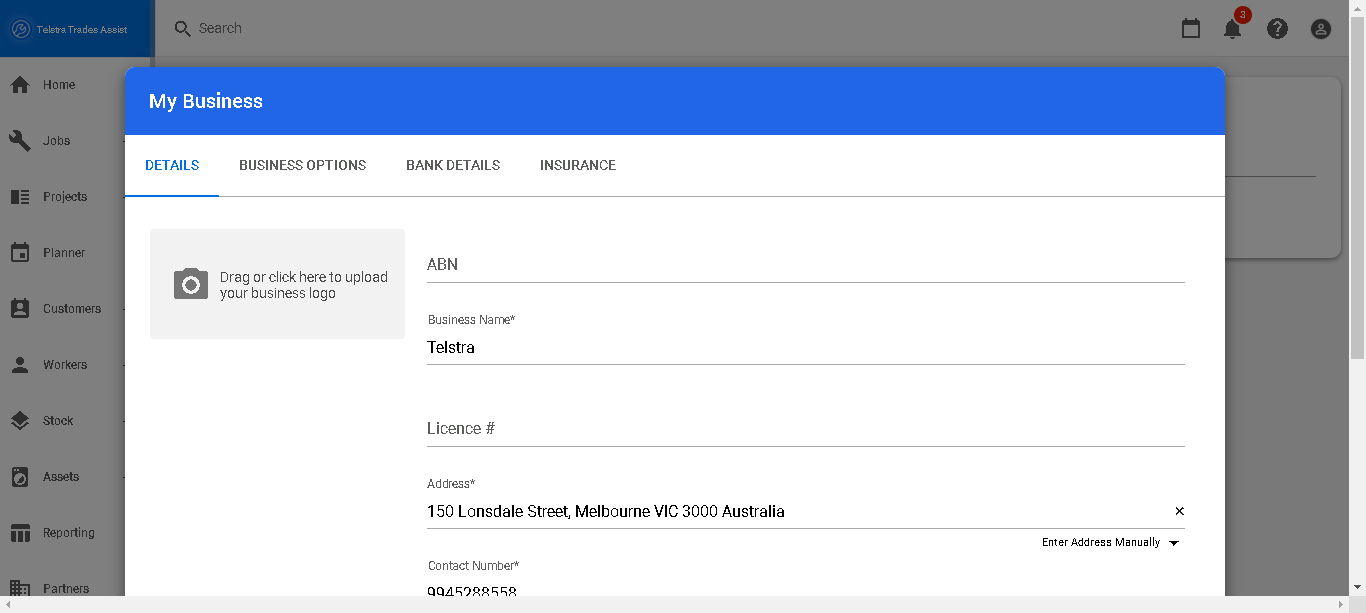 Telstra Trades Assist
Search
3
Home
Jobs
Projects
Planner
Customers
Workers
Stock
Assets
Reporting
Partners
My Business
DETAILS
BUSINESS OPTIONS
BANK DETAILS
INSURANCE
Drag or click here to upload
your business logo
ABN
Business Name*
Telstra
Licence #
Address*
150 Lonsdale Street, Melbourne VIC 3000 Australia
Enter Address Manually
Contact Number*
9945288558